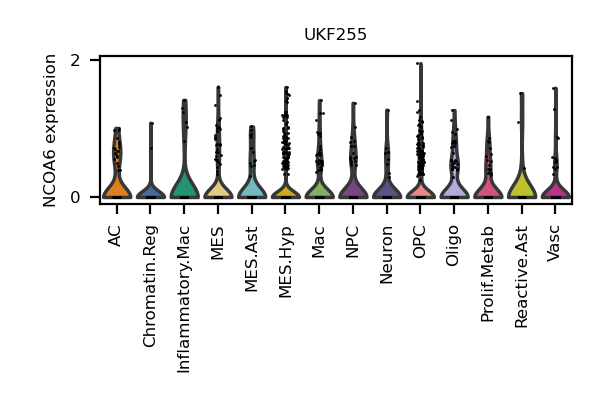 UKF255
NCOA6 expression
2
0
AC
Chromatin.Reg
Inflammatory.Mac
MES
MES.Ast
MES.Hyp
Mac
NPC
Neuron
OPC
Oligo
Prolif.Metab
Reactive.Ast
Vasc